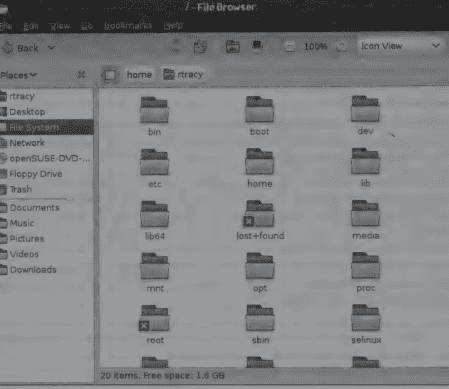 / - File Browser
File Edit View Go Bookmarks Help
Back 100% Icon View
Places home rtracy
rtracy
Desktop
File System
Network
openSUSE-DVD-...
Floppy Drive
Trash
Documents
Music
Pictures
Videos
Downloads
bin boot dev
etc home lib
lib64 lost+found media
mnt opt proc
root sbin selinux
20 items, Free space: 1.6 GB